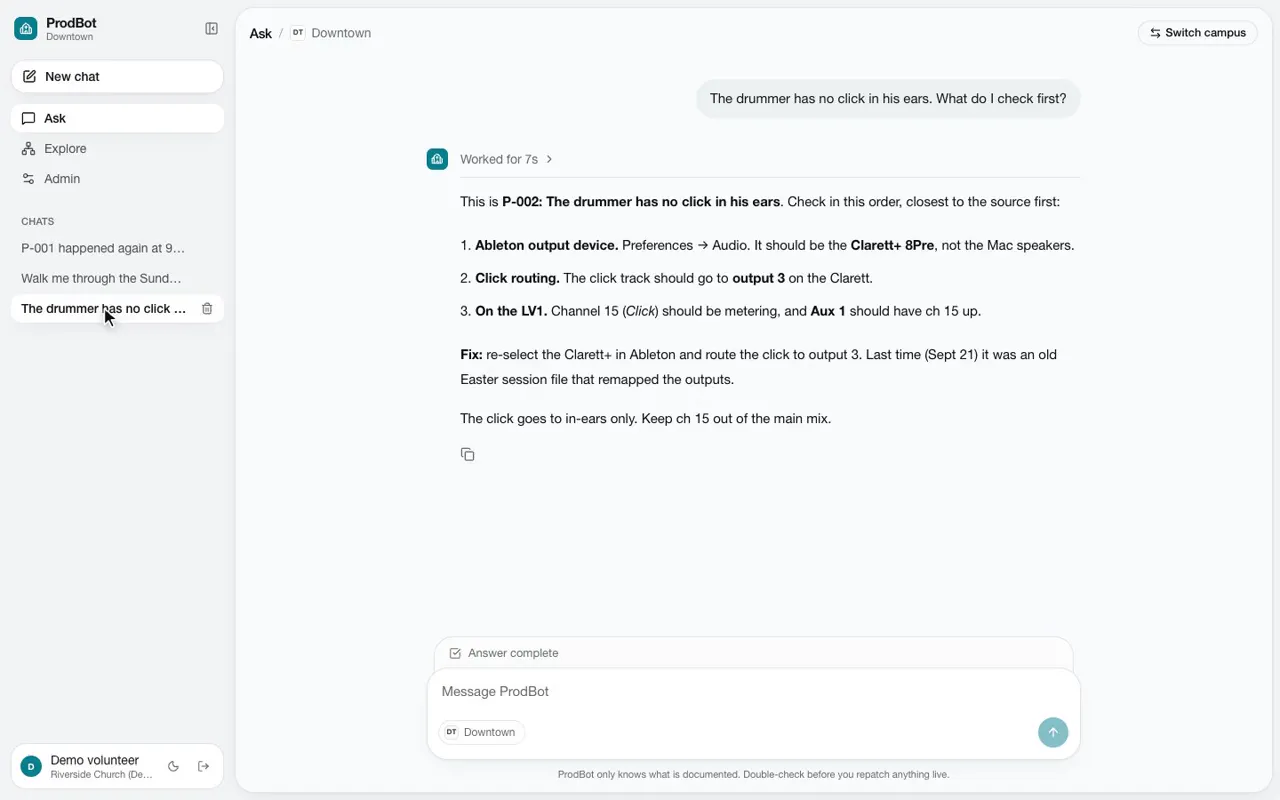 ProdBot
Downtown
New chat
Ask
Explore
Admin
CHATS
P-001 happened again at 9…
Walk me through the Sund…
The drummer has no click …
D
Demo volunteer
Riverside Church (De…
Ask / DT Downtown
Switch campus
The drummer has no click in his ears. What do I check first?
Worked for 7s
This is P-002: The drummer has no click in his ears. Check in this order, closest to the source first:
1. Ableton output device. Preferences → Audio. It should be the Clarett+ 8Pre, not the Mac speakers.
2. Click routing. The click track should go to output 3 on the Clarett.
3. On the LV1. Channel 15 (Click) should be metering, and Aux 1 should have ch 15 up.
Fix: re-select the Clarett+ in Ableton and route the click to output 3. Last time (Sept 21) it was an old
Easter session file that remapped the outputs.
The click goes to in-ears only. Keep ch 15 out of the main mix.
Answer complete
Message ProdBot
DT Downtown
ProdBot only knows what is documented. Double-check before you repatch anything live.